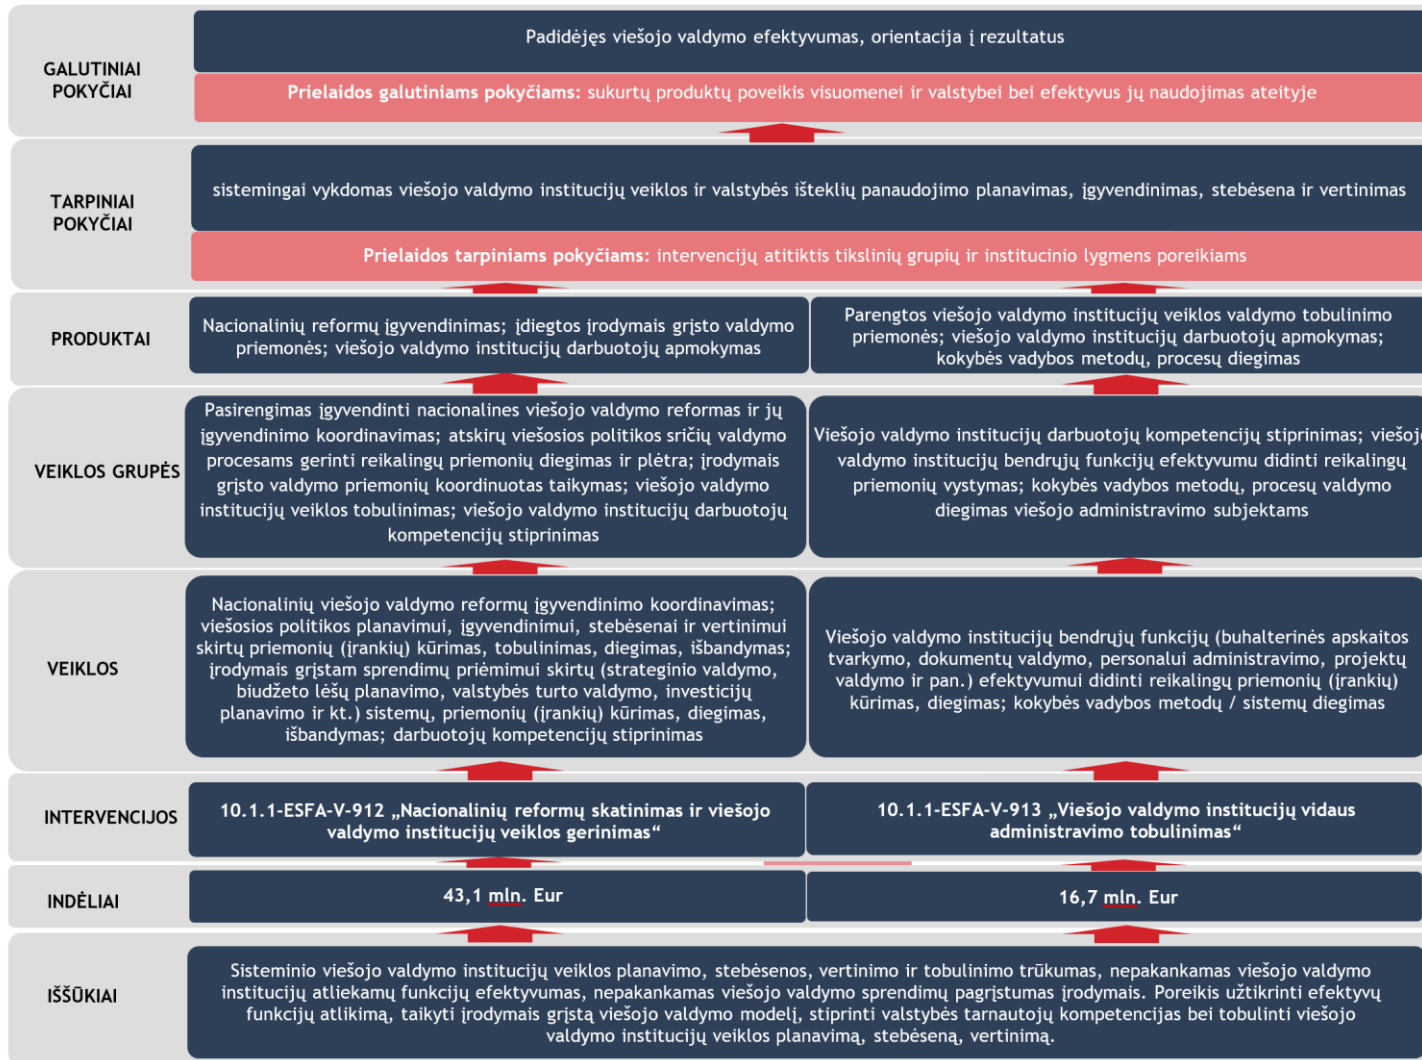 GALUTINIAI
POKYČIAI
Padidėjęs viešojo valdymo efektyvumas, orientacija į rezultatus
Prielaidos galutiniams pokyčiams: sukurtų produktų poveikis visuomenei ir valstybei bei efektyvus jų naudojimas ateityje
TARPINIAI
POKYČIAI
sistemingai vykdomas viešojo valdymo institucijų veiklos ir valstybės išteklių panaudojimo planavimas, įgyvendinimas, stebėsena ir vertinimas
Prielaidos tarpiniams pokyčiams: intervencijų atitiktis tikslinių grupių ir institucinio lygmens poreikiams
PRODUKTAI
Nacionalinių reformų įgyvendinimas; įdiegtos įrodymais grįsto valdymo
priemonės; viešojo valdymo institucijų darbuotojų apmokymas
Parengtos viešojo valdymo institucijų veiklos valdymo tobulinimo
priemonės; viešojo valdymo institucijų darbuotojų apmokymas;
kokybės vadybos metodų, procesų diegimas
VEIKLOS GRUPĖS
Pasirengimas įgyvendinti nacionalines viešojo valdymo reformas ir jų
įgyvendinimo koordinavimas; atskirų viešosios politikos sričių valdymo
procesams gerinti reikalingų priemonių diegimas ir plėtra; įrodymais
grįsto valdymo priemonių koordinuotas taikymas; viešojo valdymo
institucijų veiklos tobulinimas; viešojo valdymo institucijų darbuotojų
kompetencijų stiprinimas
Viešojo valdymo institucijų darbuotojų kompetencijų stiprinimas; viešojo
valdymo institucijų bendrųjų funkcijų efektyvumu didinti reikalingų
priemonių vystymas; kokybės vadybos metodų, procesų valdymo
diegimas viešojo administravimo subjektams
VEIKLOS
Nacionalinių viešojo valdymo reformų įgyvendinimo koordinavimas;
viešosios politikos planavimui, įgyvendinimui, stebėsenai ir vertinimui
skirtų priemonių (įrankių) kūrimas, tobulinimas, diegimas, išbandymas;
įrodymais grįstam sprendimų priėmimui skirtų (strateginio valdymo,
biudžeto lėšų planavimo, valstybės turto valdymo, investicijų
planavimo ir kt.) sistemų, priemonių (įrankių) kūrimas, diegimas,
išbandymas; darbuotojų kompetencijų stiprinimas
Viešojo valdymo institucijų bendrųjų funkcijų (buhalterinės apskaitos
tvarkymo, dokumentų valdymo, personalui administravimo, projektų
valdymo ir pan.) efektyvumui didinti reikalingų priemonių (įrankių)
kūrimas, diegimas; kokybės vadybos metodų / sistemų diegimas
INTERVENCIJOS
10.1.1-ESFA-V-912 „Nacionalinių reformų skatinimas ir viešojo
valdymo institucijų veiklos gerinimas“
10.1.1-ESFA-V-913 „Viešojo valdymo institucijų vidaus
administravimo tobulinimas“
INDĖLIAI
43,1 mln. Eur
16,7 mln. Eur
IŠŠŪKIAI
Sisteminio viešojo valdymo institucijų veiklos planavimo, stebėsenos, vertinimo ir tobulinimo trūkumas, nepakankamas viešojo valdymo
institucijų atliekamų funkcijų efektyvumas, nepakankamas viešojo valdymo sprendimų pagrįstumas įrodymais. Poreikis užtikrinti efektyvų
funkcijų atlikimą, taikyti įrodymais grįstą viešojo valdymo modelį, stiprinti valstybės tarnautojų kompetencijas bei tobulinti viešojo
valdymo institucijų veiklos planavimą, stebėseną, vertinimą.